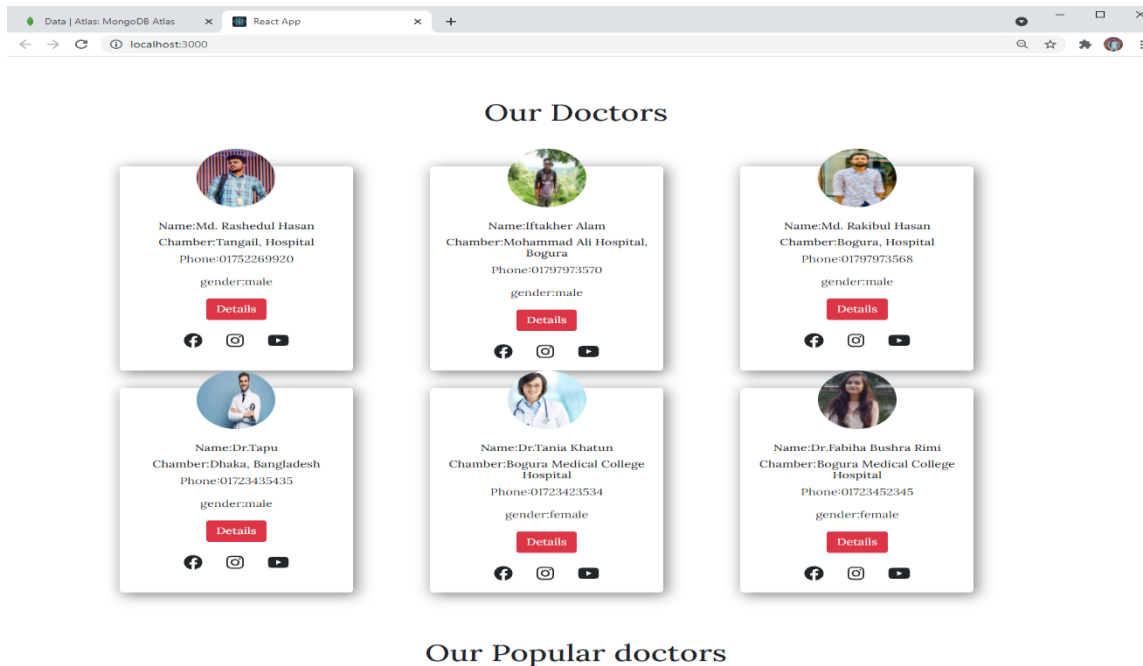 Data | Atlas: MongoDB Atlas
React App
localhost:3000
Our Doctors
Name:Md. Rashedul Hasan
Chamber:Tangail, Hospital
Phone:01752269920
gender:male
Details
Name:Iftakher Alam
Chamber:Mohammad Ali Hospital,
Bogura
Phone:01797973570
gender:male
Details
Name:Md. Rakibul Hasan
Chamber:Bogura, Hospital
Phone:01797973568
gender:male
Details
Name:Dr.Tapu
Chamber:Dhaka, Bangladesh
Phone:01723435435
gender:male
Details
Name:Dr.Tania Khatun
Chamber:Bogura Medical College
Hospital
Phone:01723423534
gender:female
Details
Name:Dr.Fabiha Bushra Rimi
Chamber:Bogura Medical College
Hospital
Phone:01723452345
gender:female
Details
Our Popular doctors